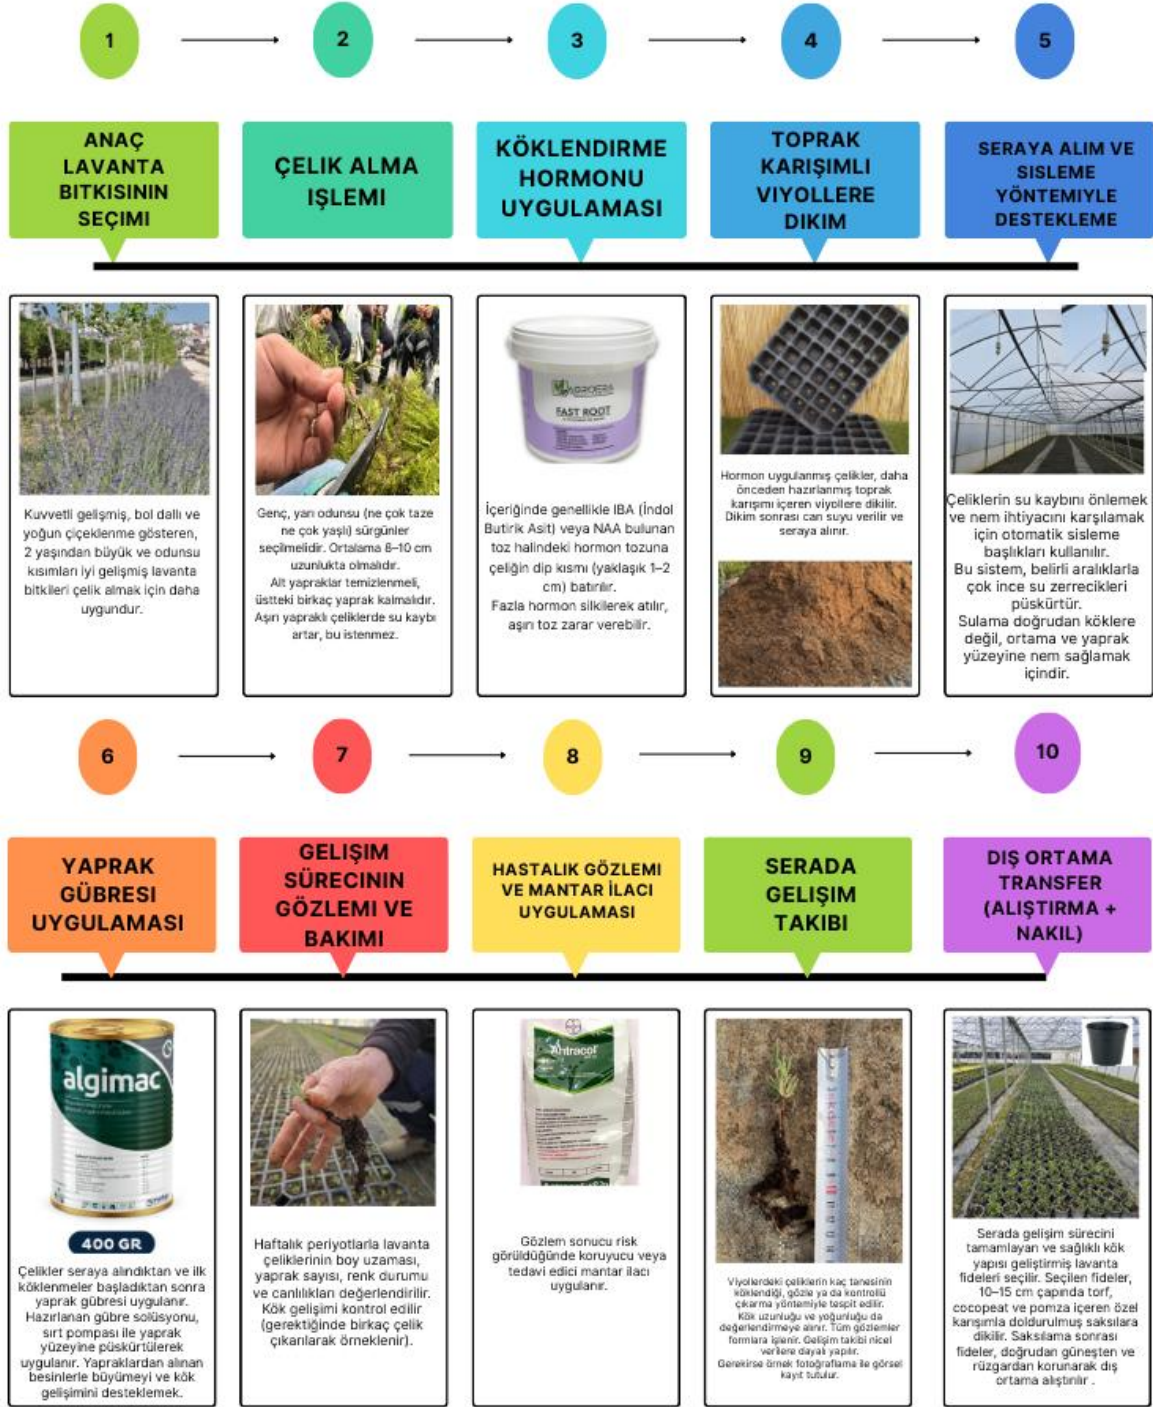 1
2
3
4
5
ANAÇ
LAVANTA
BITKISININ
SEÇIMI
ÇELIK ALMA
IŞLEMI
KÖKLENDIRME
HORMONU
UYGULAMASI
TOPRAK
KARIŞIMLI
VIYOLLERE
DIKIM
SERAYA ALIM VE
SISLEME
YÖNTEMIYLE
DESTEKLEME
Kuvvetli gelişmiş, bol dallı ve
yoğun çiçeklenme gösteren,
2 yaşından büyük ve odunsu
kısımları iyi gelişmiş lavanta
bitkileri çelik almak için daha
uygundur.
Genç, yarı odunsu (ne çok taze
ne çok yaşlı) sürgünler
seçilmelidir. Ortalama 8–10 cm
uzunlukta olmalıdır.
Alt yapraklar temizlenmeli,
üstteki birkaç yaprak kalmalıdır.
Aşırı yapraklı çeliklerde su kaybı
artar, bu istenmez.
AGROERA
FAST ROOT
İçeriğinde genellikle IBA (İndol
Butirik Asit) veya NAA bulunan
toz halindeki hormon tozuna
çeliğin dip kısmı (yaklaşık 1–2
cm) batırılır.
Fazla hormon silkilerek atılır,
aşırı toz zarar verebilir.
Hormon uygulanmış çelikler, daha
önceden hazırlanmış toprak
karışımı içeren viyollere dikilir.
Dikim sonrası can suyu verilir ve
seraya alınır.
Çeliklerin su kaybını önlemek
ve nem ihtiyacını karşılamak
için otomatik sisleme
başlıkları kullanılır.
Bu sistem, belirli aralıklarla
çok ince su zerrecikleri
püskürtür.
Sulama doğrudan köklere
değil, ortama ve yaprak
yüzeyine nem sağlamak
içindir.
6
7
8
9
10
YAPRAK
GÜBRESI
UYGULAMASI
GELIŞIM
SÜRECININ
GÖZLEMI VE
BAKIMI
HASTALIK GÖZLEMI
VE MANTAR İLACI
UYGULAMASI
SERADA
GELIŞIM
TAKIBI
DIŞ ORTAMA
TRANSFER
(ALIŞTIRMA +
NAKIL)
algimac
400 GR
Çelikler seraya alındıktan ve ilk
köklenmeler başladıktan sonra
yaprak gübresi uygulanır.
Hazırlanan gübre solüsyonu,
sırt pompası ile yaprak
yüzeyine püskürtülerek
uygulanır. Yapraklardan alınan
besinlerle büyümeyi ve kök
gelişimini desteklemek.
Haftalık periyotlarla lavanta
çeliklerinin boy uzaması,
yaprak sayısı, renk durumu
ve canlılıkları değerlendirilir.
Kök gelişimi kontrol edilir
(gerektiğinde birkaç çelik
çıkarılarak örneklenir).
Antracol
Gözlem sonucu risk
görüldüğünde koruyucu veya
tedavi edici mantar ilacı
uygulanır.
Viyollerdeki çeliklerin kaç tanesinin
köklendiği, gözle ya da kontrollü
çıkarma yöntemiyle tespit edilir.
Kök uzunluğu ve yoğunluğu da
değerlendirmeye alınır. Tüm gözlemler
formlara işlenir. Gelişim takibi nicel
verilere dayalı yapılır.
Gerekirse örnek fotoğraflama ile görsel
kayıt tutulur.
Serada gelişim sürecini
tamamlayan ve sağlıklı kök
yapısı geliştirmiş lavanta
fideleri seçilir. Seçilen fideler,
10–15 cm çapında torf,
cocopeat ve pomza içeren özel
karışımla doldurulmuş saksılara
dikilir. Saksılama sonrası
fideler, doğrudan güneşten ve
rüzgardan korunarak dış
ortama alıştırılır .